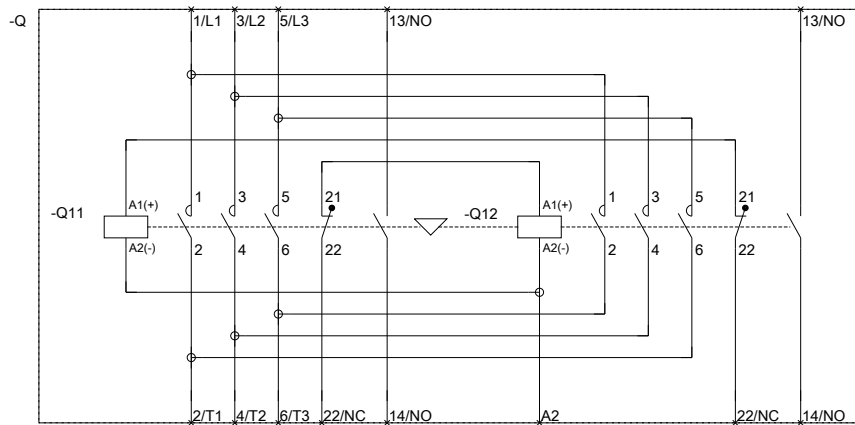 -Q 1/L1 3/L2 5/L3 13/NO 13/NO
1 3 5 21 1 3 5 21
-Q11 A1(+) -Q12 A1(+)
A2(-) 2 4 6 22 A2(-) 2 4 6 22
2/T1 4/T2 6/T3 22/NC 14/NO A2 22/NC 14/NO